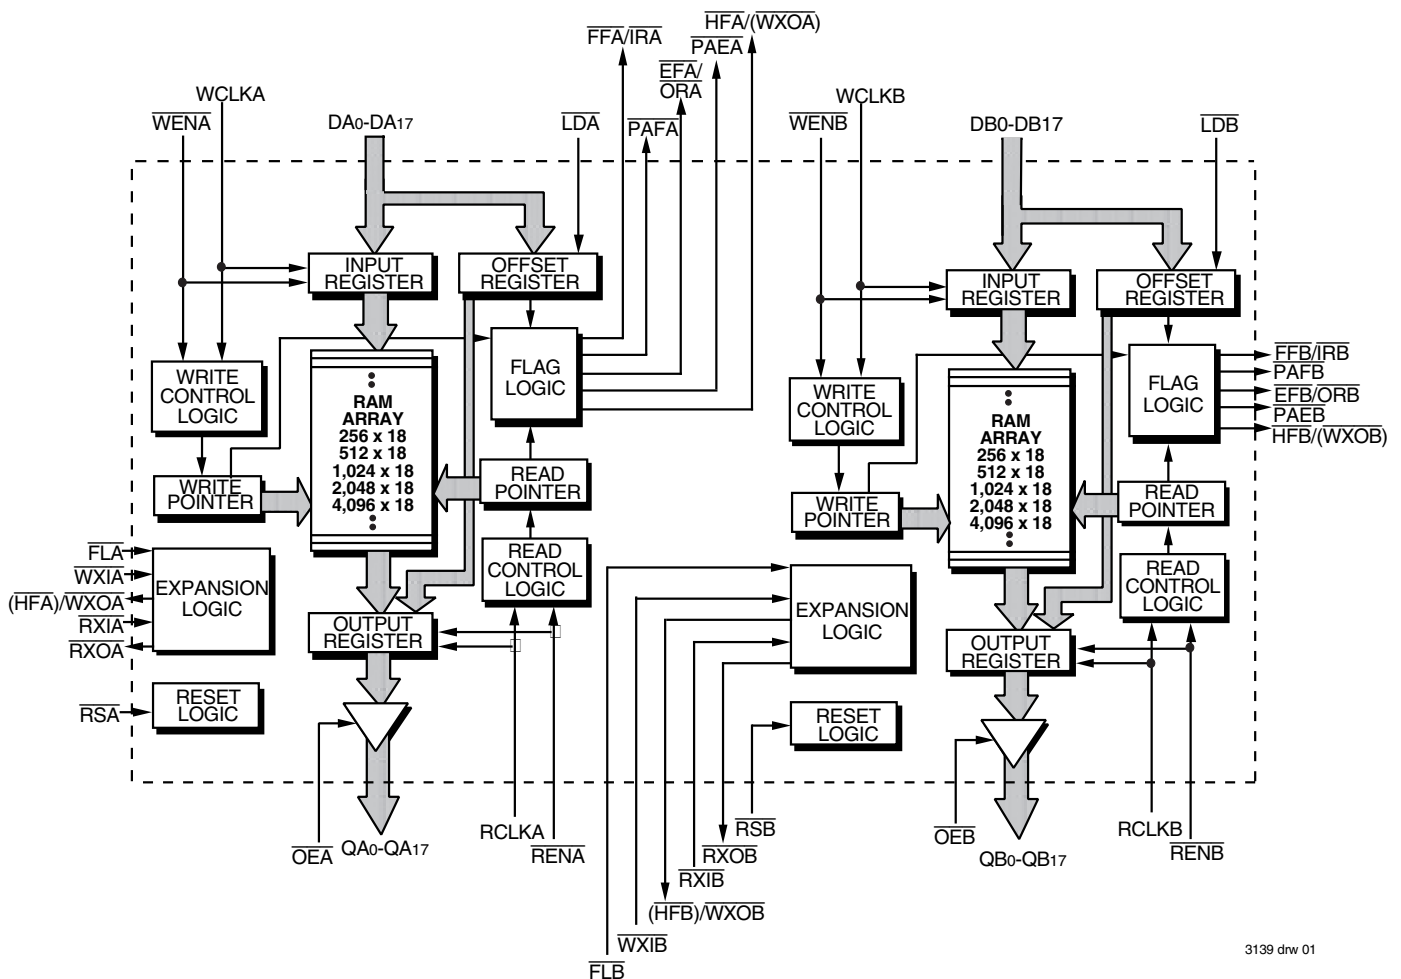 HFA/(WXOA)
FFA/IRA
PAEA
EFA/
ORA
WCLKA
WENA
DA0-DA17
LDA
PAFA
WCLKB
WENB
DB0-DB17
LDB
INPUT
REGISTER
OFFSET
REGISTER
WRITE
CONTROL
LOGIC
RAM
ARRAY
256 x 18
512 x 18
1,024 x 18
2,048 x 18
4,096 x 18
FLAG
LOGIC
WRITE
POINTER
READ
POINTER
READ
CONTROL
LOGIC
FLA
WXIA
(HFA)/WXOA
RXIA
RXOA
EXPANSION
LOGIC
OUTPUT
REGISTER
RSA
RESET
LOGIC
OEA
QA0-QA17
RCLKA
RENA
INPUT
REGISTER
OFFSET
REGISTER
WRITE
CONTROL
LOGIC
RAM
ARRAY
256 x 18
512 x 18
1,024 x 18
2,048 x 18
4,096 x 18
FLAG
LOGIC
FFB/IRB
PAFB
EFB/ORB
PAEB
HFB/(WXOB)
WRITE
POINTER
READ
POINTER
READ
CONTROL
LOGIC
EXPANSION
LOGIC
OUTPUT
REGISTER
RESET
LOGIC
RSB
RXOB
RXIB
(HFB)/WXOB
WXIB
FLB
OEB
QB0-QB17
RCLKB
RENB
3139 drw 01